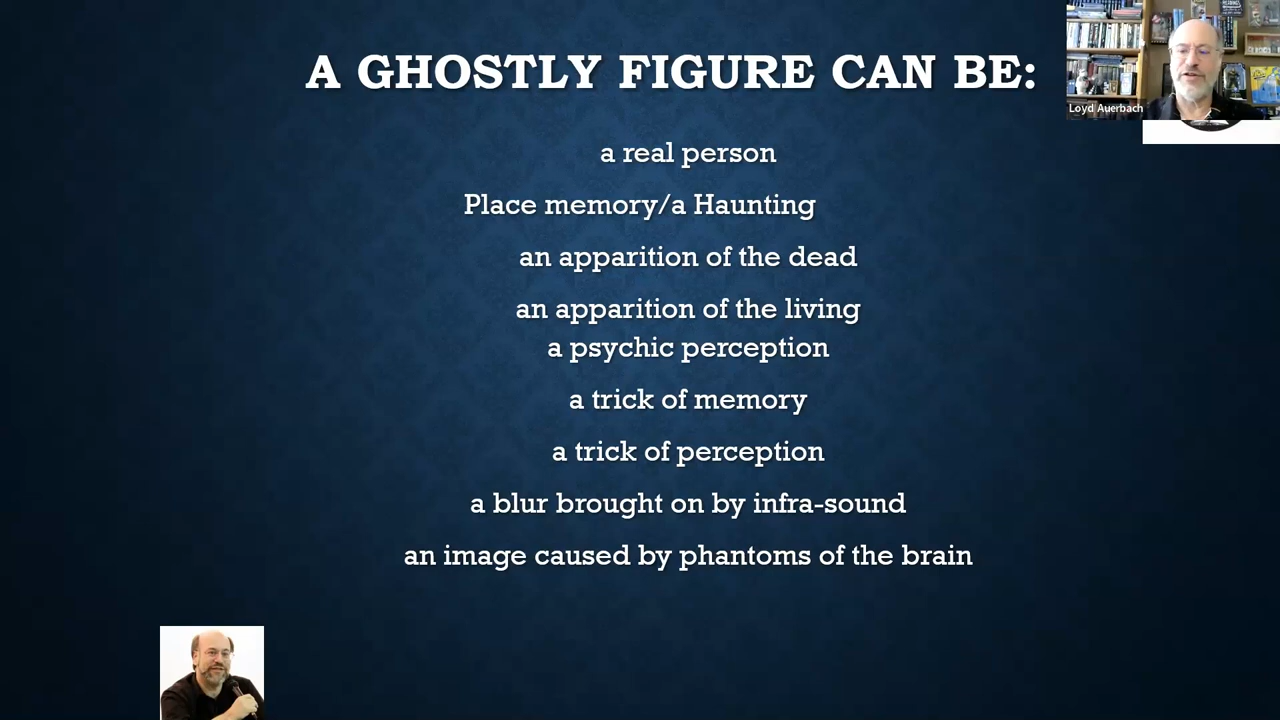 A GHOSTLY FIGURE CAN BE:
Loyd Auerbach
a real person
Place memory/a Haunting
an apparition of the dead
an apparition of the living
a psychic perception
a trick of memory
a trick of perception
a blur brought on by infra-sound
an image caused by phantoms of the brain